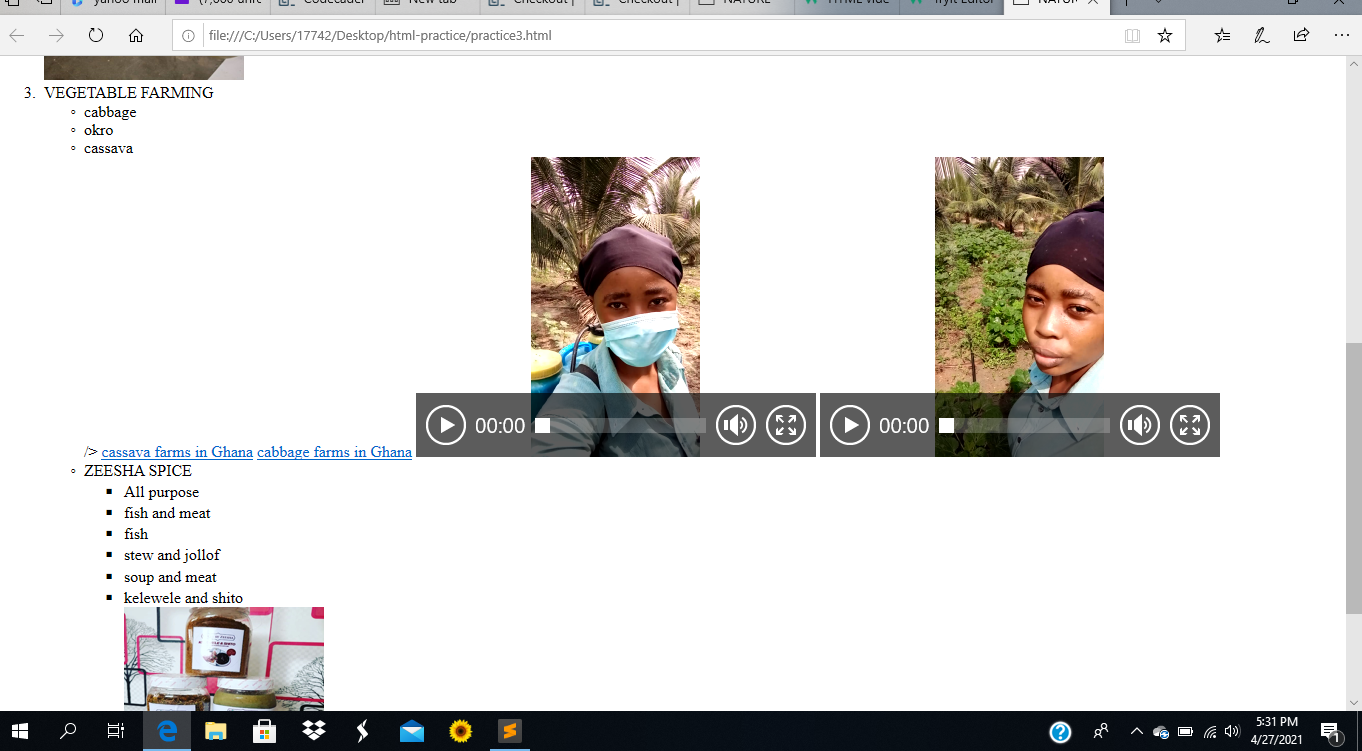 yahoo mail
(7,000 unre
Codecader
New tab
Checkout |
Checkout |
NATURE
HTML vide
Tryit Editor
NATUR
file:///C:/Users/17742/Desktop/html-practice/practice3.html
3. VEGETABLE FARMING
cabbage
okro
cassava
00:00
00:00
/> cassava farms in Ghana cabbage farms in Ghana
ZEESHA SPICE
All purpose
fish and meat
fish
stew and jollof
soup and meat
kelewele and shito
5:31 PM
4/27/2021
1